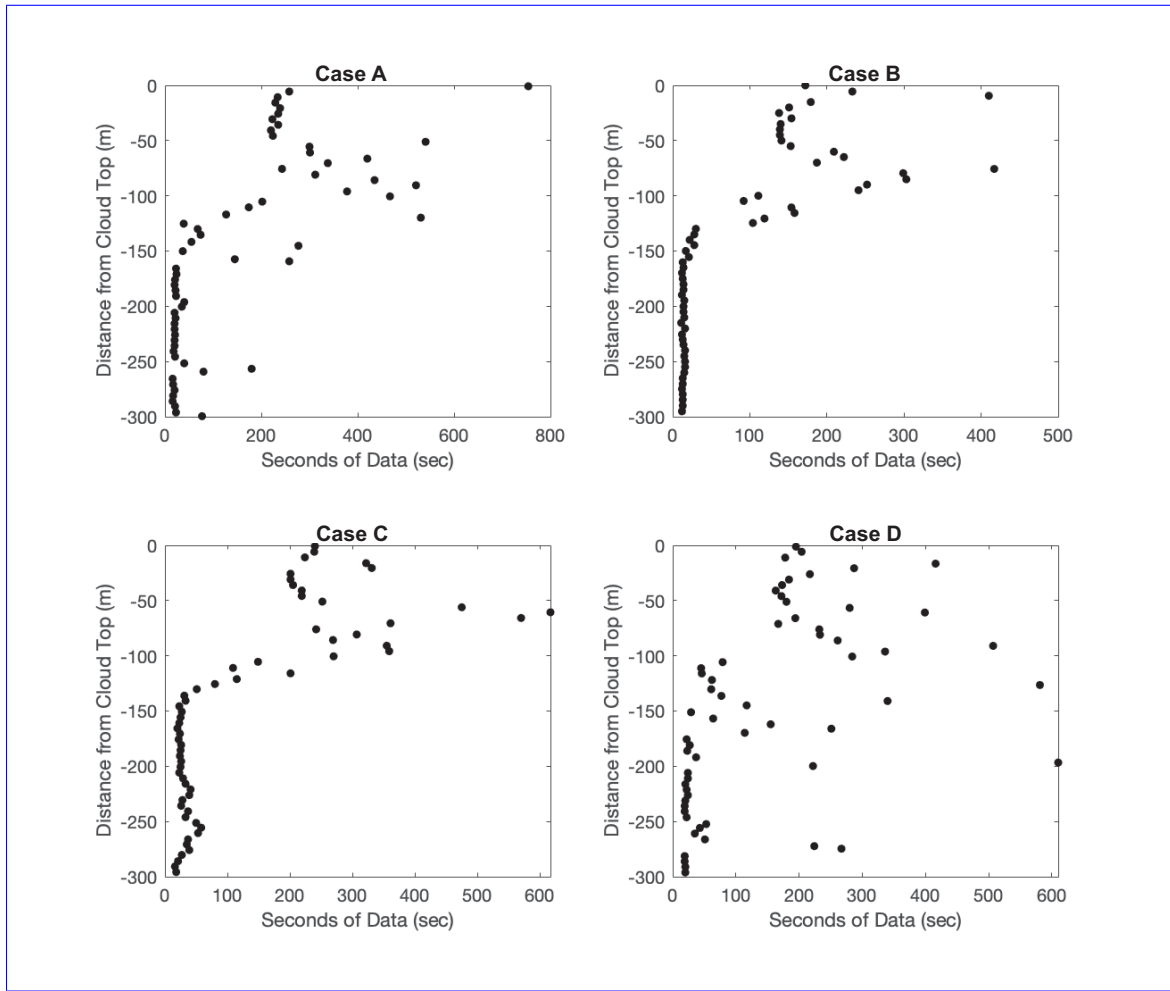 Case A
0
-50
-100
-150
-200
-250
-300
Distance from Cloud Top (m)
0 200 400 600 800
Seconds of Data (sec)
Case B
0
-50
-100
-150
-200
-250
-300
Distance from Cloud Top (m)
0 100 200 300 400 500
Seconds of Data (sec)
Case C
0
-50
-100
-150
-200
-250
-300
Distance from Cloud Top (m)
0 100 200 300 400 500 600
Seconds of Data (sec)
Case D
0
-50
-100
-150
-200
-250
-300
Distance from Cloud Top (m)
0 100 200 300 400 500 600
Seconds of Data (sec)